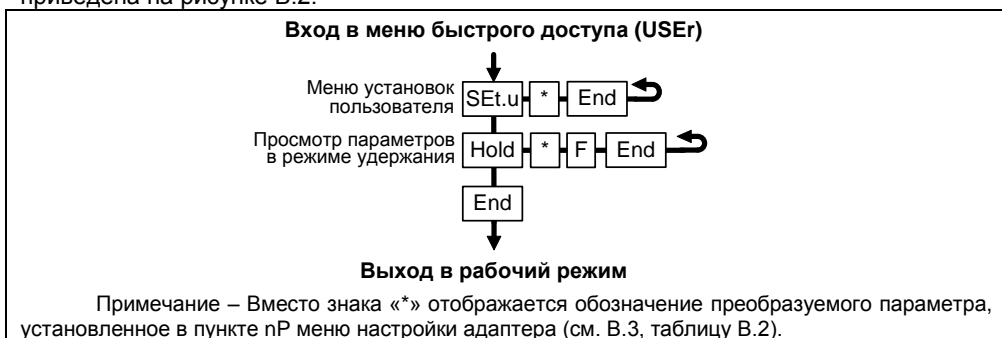 приведена на рисунке В.2.
Вход в меню быстрого доступа (USEr)
Меню установок
пользователя
SEt.u * End
Просмотр параметров
в режиме удержания
Hold * F End
End
Выход в рабочий режим
Примечание – Вместо знака «*» отображается обозначение преобразуемого параметра,
установленное в пункте nP меню настройки адаптера (см. В.3, таблицу В.2).